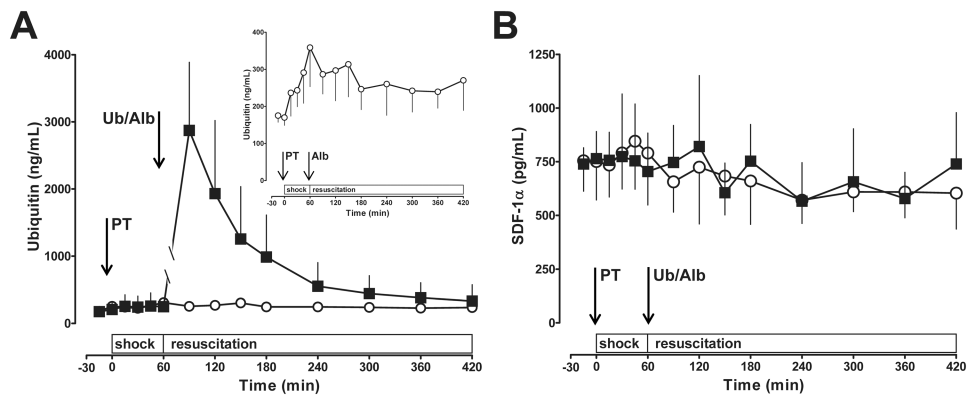 A
B
4000
3000
2000
1000
0
Ubiquitin (ng/mL)
Ub/Alb
PT
shock
resuscitation
-30 0 60 120 180 240 300 360 420
Time (min)
400
300
200
100
0
Ubiquitin (ng/mL)
PT
Alb
shock
resuscitation
-30 0 60 120 180 240 300 360 420
Time (min)
1250
1000
750
500
250
0
SDF-1α (pg/mL)
PT
Ub/Alb
shock
resuscitation
-30 0 60 120 180 240 300 360 420
Time (min)